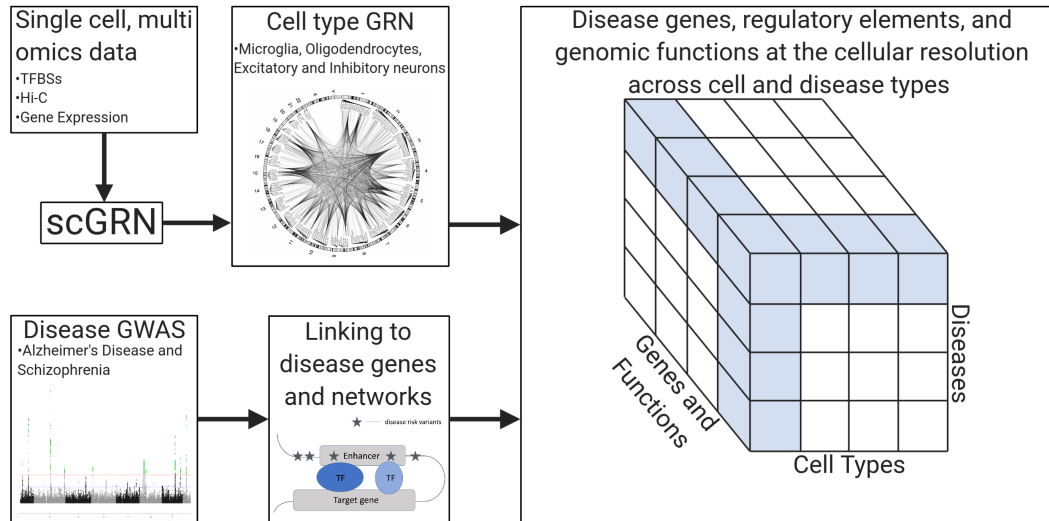 Single cell, multi
omics data
•TFBSs
•Hi-C
•Gene Expression
scGRN
Cell type GRN
•Microglia, Oligodendrocytes,
Excitatory and Inhibitory neurons
4
5
Disease GWAS
•Alzheimer's Disease and
Schizophrenia
Linking to
disease genes
and networks
disease risk variants
Enhancer
TF
TF
Target gene
Disease genes, regulatory elements, and
genomic functions at the cellular resolution
across cell and disease types
Genes and
Functions
Cell Types
Diseases